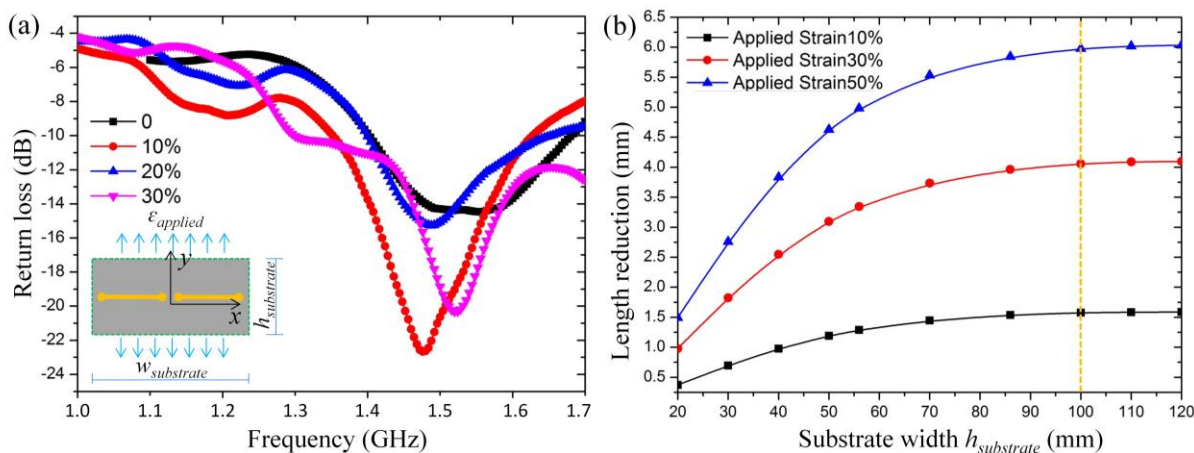 (a)
-4
-6
-8
-10
-12
-14
-16
-18
-20
-22
-24
Return loss (dB)
0
10%
20%
30%
ε_applied
y
x
h_substrate
w_substrate
1.0 1.1 1.2 1.3 1.4 1.5 1.6 1.7
Frequency (GHz)
(b)
6.5
6.0
5.5
5.0
4.5
4.0
3.5
3.0
2.5
2.0
1.5
1.0
0.5
Length reduction (mm)
Applied Strain10%
Applied Strain30%
Applied Strain50%
20 30 40 50 60 70 80 90 100 110 120
Substrate width h_substrate (mm)